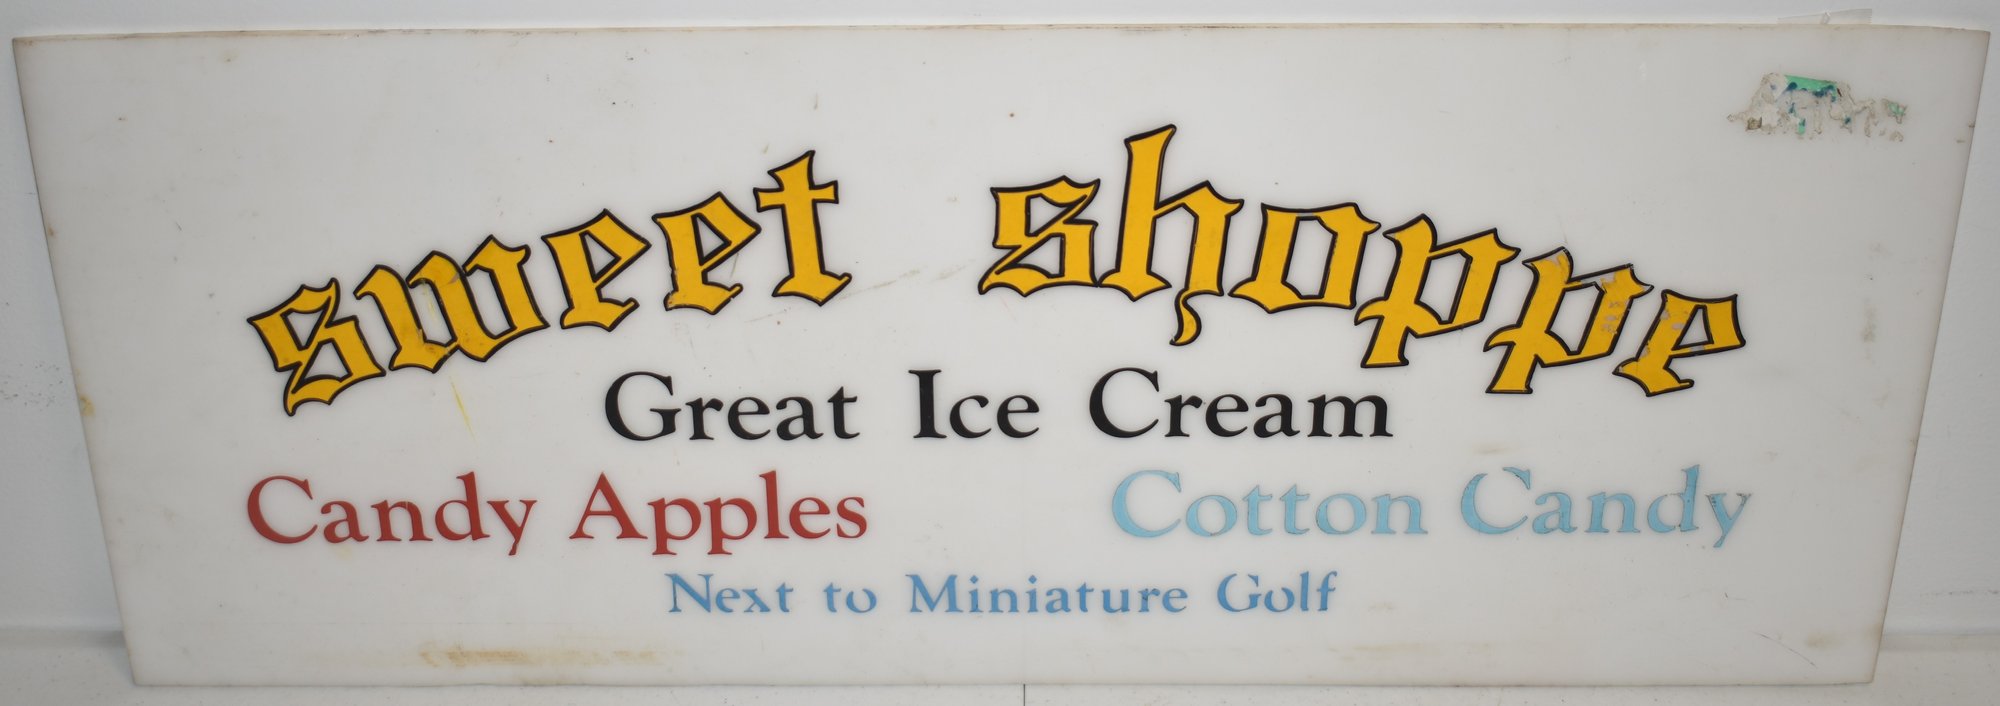 sweet shoppe
Great Ice Cream
Candy Apples Cotton Candy
Next to Miniature Golf